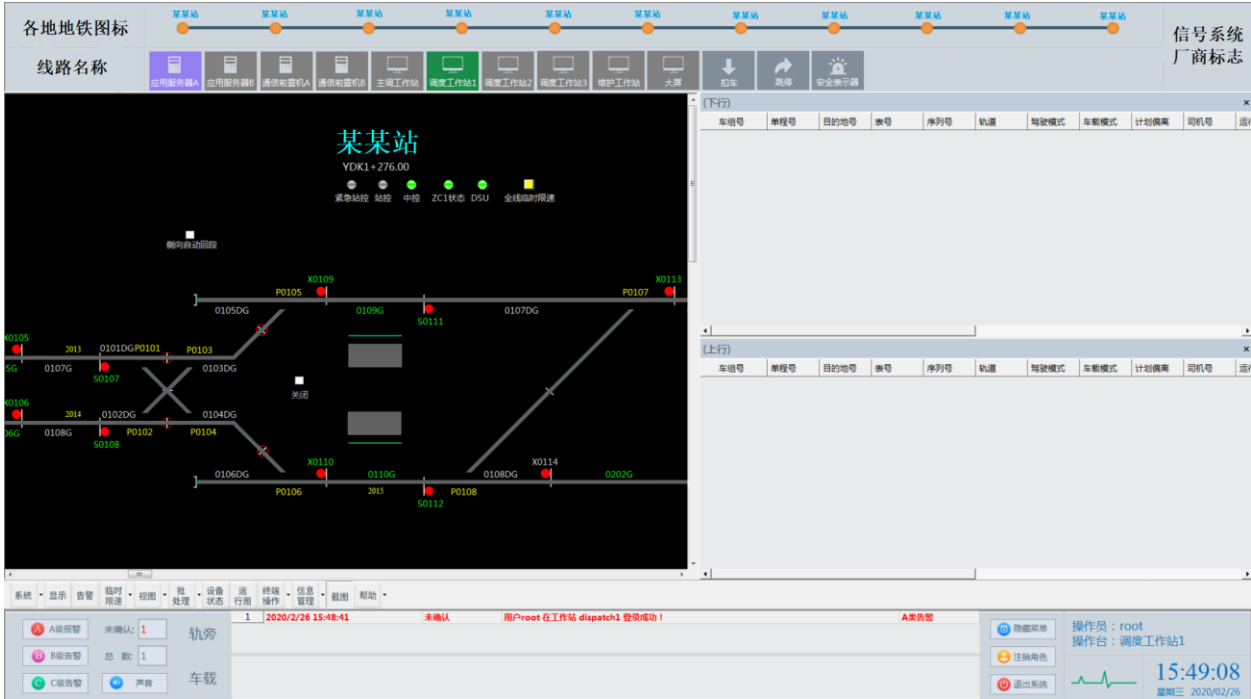 各地地铁图标
某某站 某某站 某某站 某某站 某某站 某某站 某某站 某某站 某某站 某某站 某某站
信号系统
厂商标志
线路名称
应用服务器A 应用服务器B 通信前置机A 通信前置机B 主调工作站 调度工作站1 调度工作站2 调度工作站3 维护工作站 大屏 扣车 跳停 安全表示器
某某站
YDK1+276.00
紧急站控 站控 中控 ZC1状态 DSU 全线临时限速
侧向自动回段
X0109 X0113
P0105 P0107
0105DG 0109G 0107DG
S0111
X0105
2013 0101DG P0101 P0103
5G 0107G 0103DG
S0107
关闭
X0106
2014 0102DG 0104DG
06G 0108G P0102 P0104
S0108
X0110 X0114
0106DG 0110G 0108DG 0202G
P0106 2015 P0108
S0112
(下行)
车组号 单程号 目的地号 表号 序列号 轨道 驾驶模式 车载模式 计划偏离 司机号 运行
(上行)
车组号 单程号 目的地号 表号 序列号 轨道 驾驶模式 车载模式 计划偏离 司机号 运行
系统 显示 告警 临时限速 视图 批处理 设备状态 运行图 终端操作 信息管理 截图 帮助
1 2020/2/26 15:48:41 未确认 用户root 在工作站 dispatch1 登录成功！ A类告警
A A级报警 未确认: 1 轨旁
B B级告警 总 数: 1
C C级告警 声音 车载
隐藏菜单
注销角色
退出系统
操作员：root
操作台：调度工作站1
15:49:08
星期三 2020/02/26